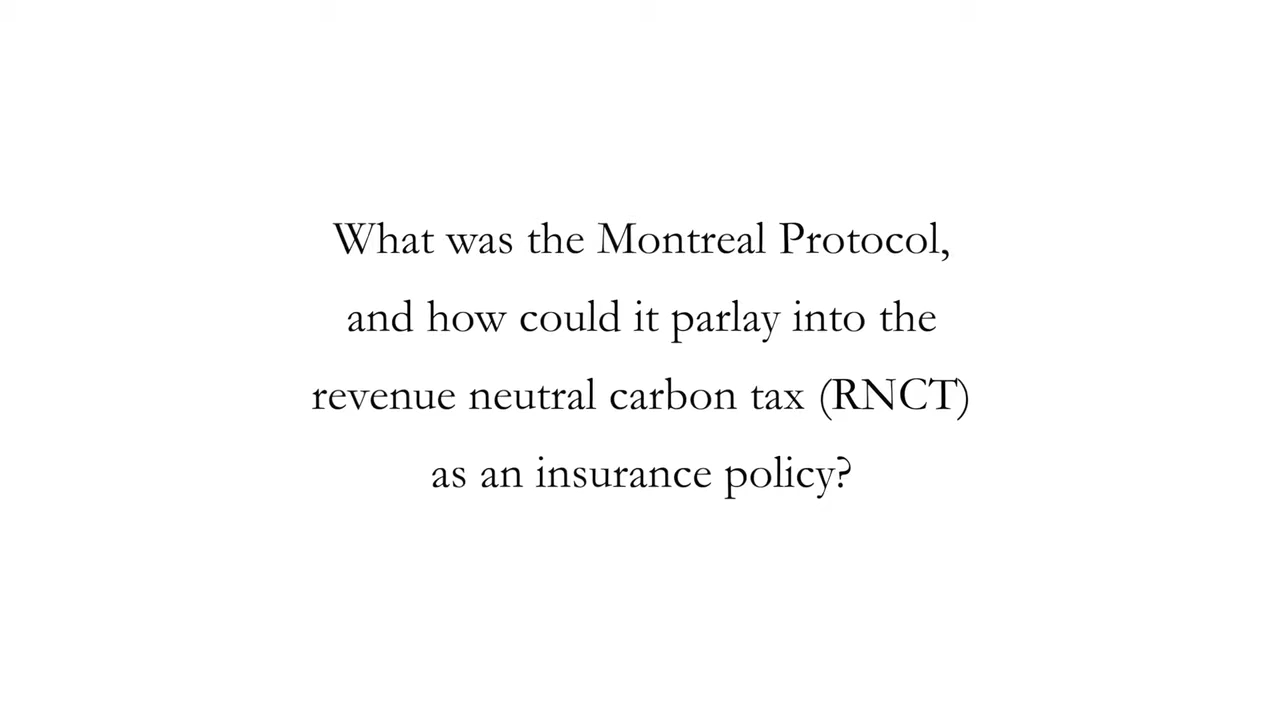 What was the Montreal Protocol,
and how could it parlay into the
revenue neutral carbon tax (RNCT)
as an insurance policy?